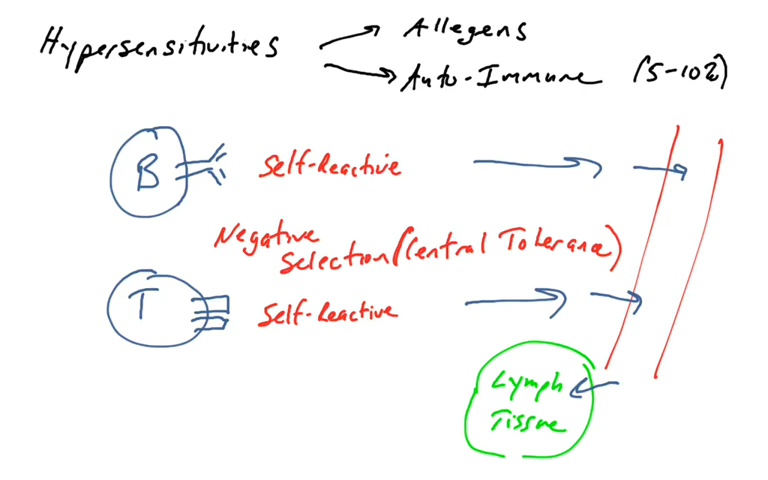 Hypersensitivities
Allegens
Auto-Immune (5-10%)
B Self-Reactive
Negative
Selection (Central Tolerance)
T Self-Reactive
Lymph
Tissue